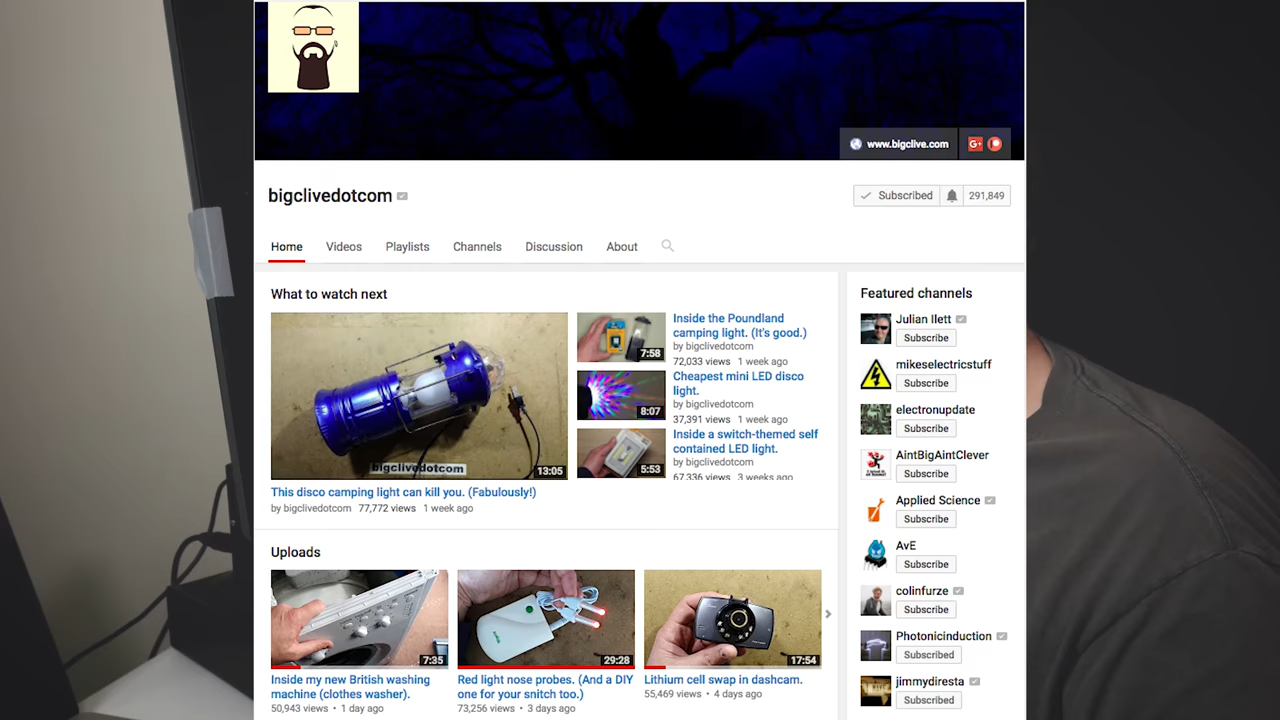 www.bigclive.com
G+
bigclivedotcom
Subscribed
291,849
Home
Videos
Playlists
Channels
Discussion
About
What to watch next
bigclivedotcom
13:05
This disco camping light can kill you. (Fabulously!)
by bigclivedotcom 77,772 views 1 week ago
7:58
Inside the Poundland
camping light. (It's good.)
by bigclivedotcom
72,033 views 1 week ago
8:07
Cheapest mini LED disco
light.
by bigclivedotcom
37,391 views 1 week ago
5:53
Inside a switch-themed self
contained LED light.
by bigclivedotcom
67,336 views 3 weeks ago
Uploads
7:35
Inside my new British washing
machine (clothes washer).
50,943 views • 1 day ago
29:28
Red light nose probes. (And a DIY
one for your snitch too.)
73,256 views • 3 days ago
17:54
Lithium cell swap in dashcam.
55,469 views • 4 days ago
Featured channels
Julian Ilett
Subscribe
mikeselectricstuff
Subscribe
electronupdate
Subscribe
AintBigAintClever
Subscribe
Applied Science
Subscribe
AvE
Subscribe
colinfurze
Subscribe
Photonicinduction
Subscribed
jimmydiresta
Subscribed